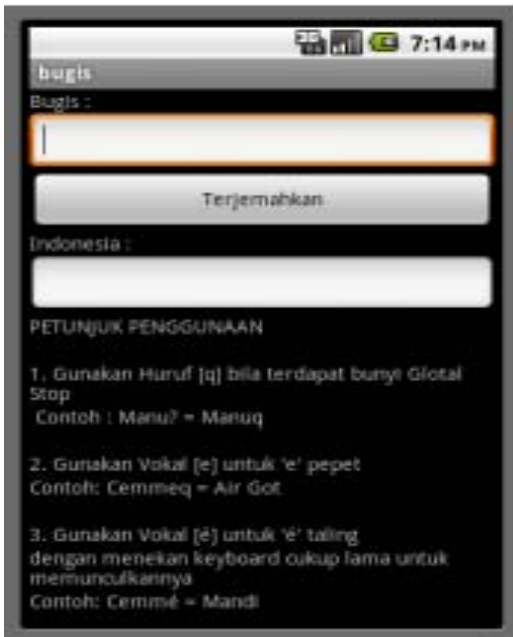 7:14 PM
bugis
Bugis :
Terjemahkan
Indonesia :
PETUNJUK PENGGUNAAN
1. Gunakan Huruf [q] bila terdapat bunyi Glotal
Stop
Contoh : Manu? = Manuq
2. Gunakan Vokal [e] untuk 'e' pepet
Contoh: Cemmeq = Air Got
3. Gunakan Vokal [é] untuk 'é' taling
dengan menekan keyboard cukup lama untuk
memunculkannya
Contoh: Cemmé = Mandi